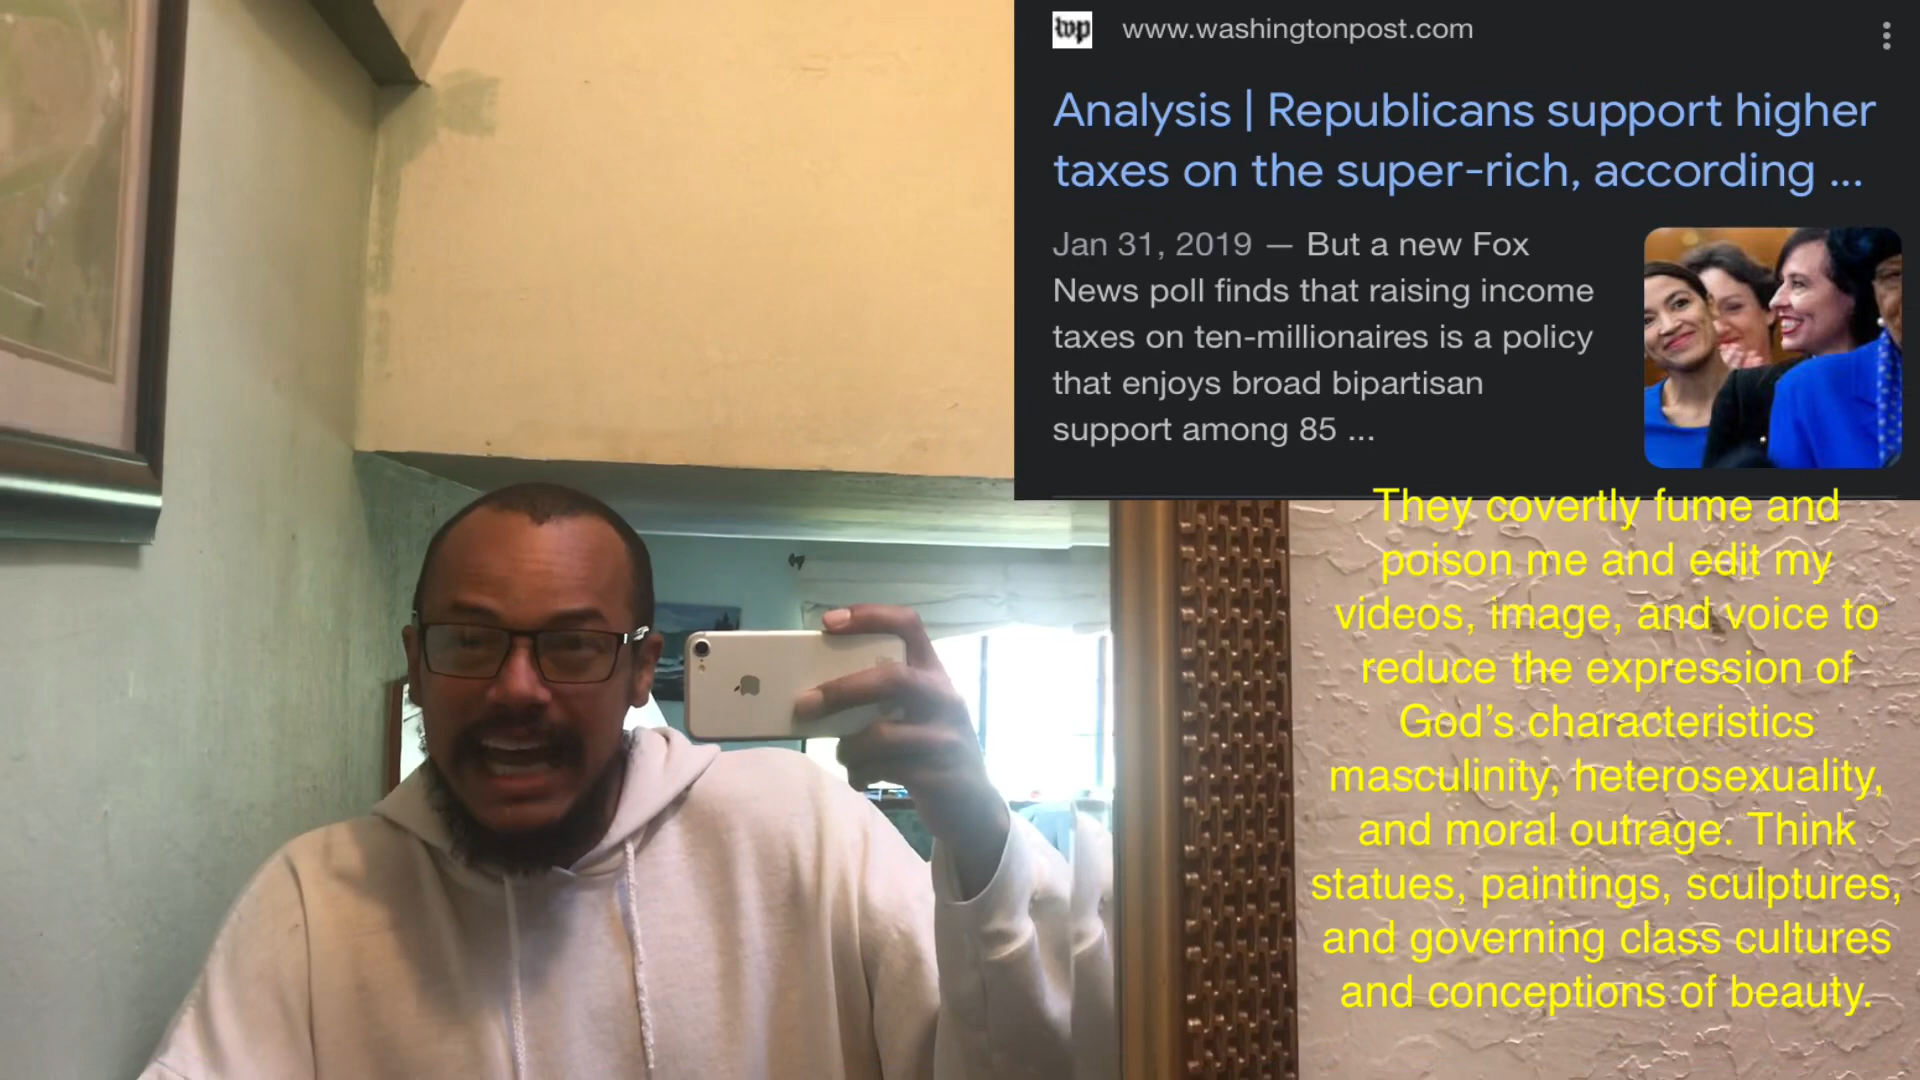 wp www.washingtonpost.com
Analysis | Republicans support higher
taxes on the super-rich, according ...
Jan 31, 2019 — But a new Fox
News poll finds that raising income
taxes on ten-millionaires is a policy
that enjoys broad bipartisan
support among 85 ...
They covertly fume and
poison me and edit my
videos, image, and voice to
reduce the expression of
God’s characteristics
masculinity, heterosexuality,
and moral outrage. Think
statues, paintings, sculptures,
and governing class cultures
and conceptions of beauty.